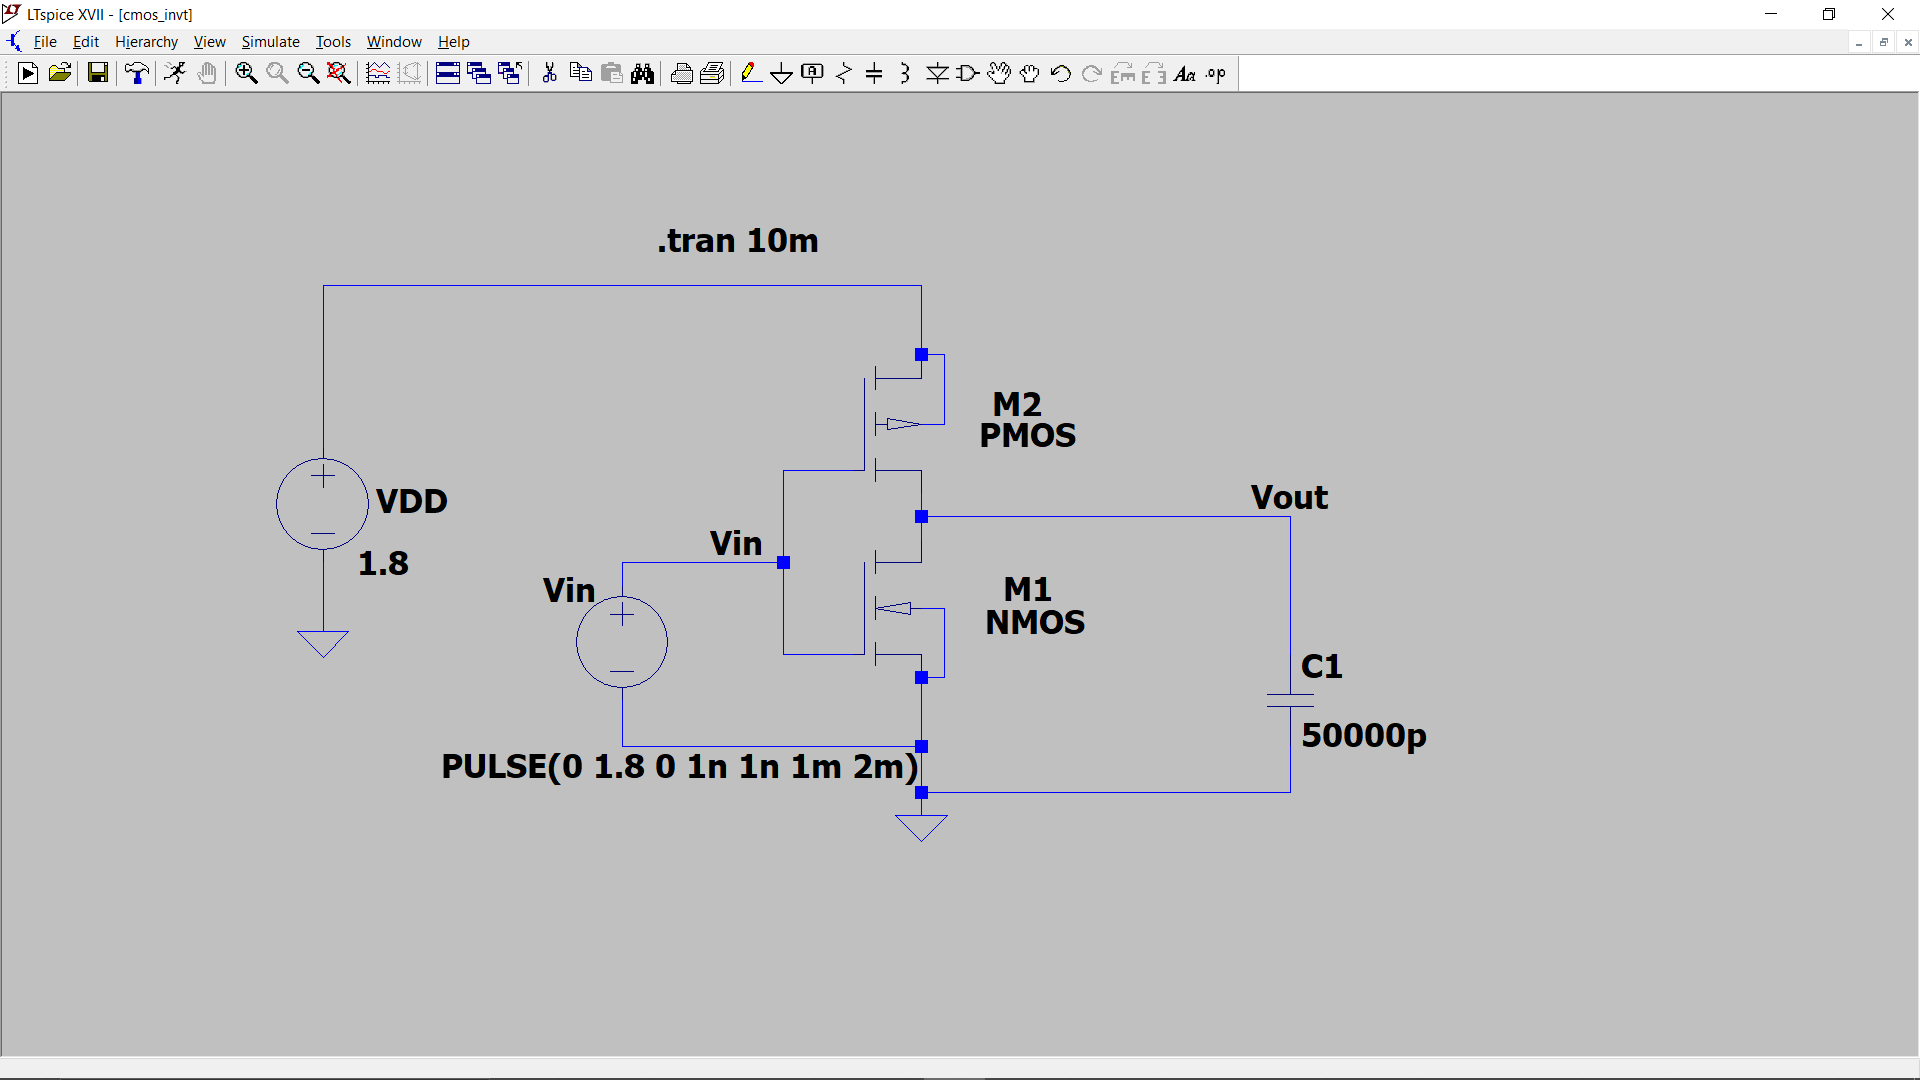 LTspice XVII - [cmos_invt]
File Edit Hierarchy View Simulate Tools Window Help
.tran 10m
M2
PMOS
VDD
Vout
Vin
1.8
Vin
M1
NMOS
C1
50000p
PULSE(0 1.8 0 1n 1n 1m 2m)